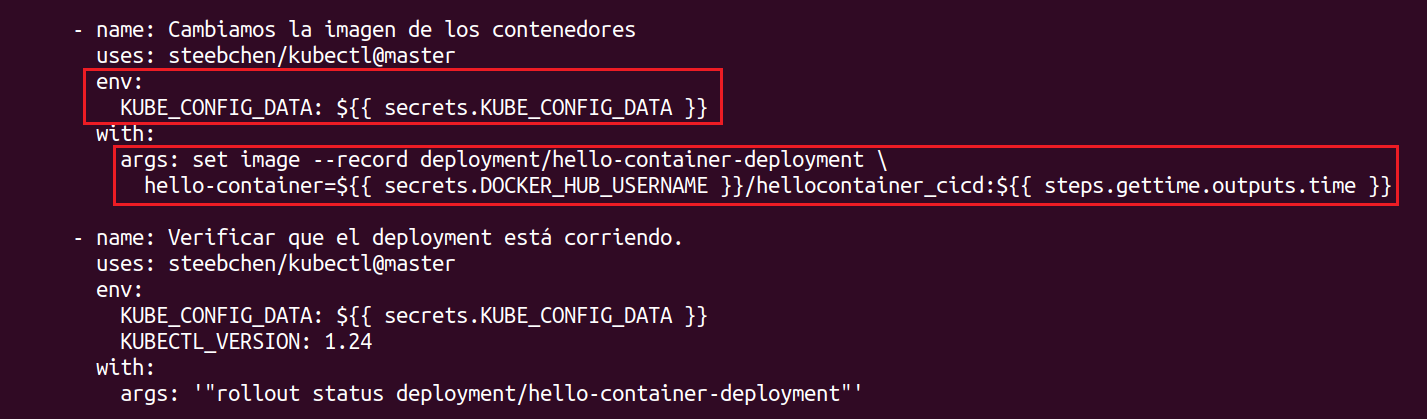 - name: Cambiamos la imagen de los contenedores
uses: steebchen/kubectl@master
env:
KUBE_CONFIG_DATA: ${{ secrets.KUBE_CONFIG_DATA }}
with:
args: set image --record deployment/hello-container-deployment \
hello-container=${{ secrets.DOCKER_HUB_USERNAME }}/hellocontainer_cicd:${{ steps.gettime.outputs.time }}
- name: Verificar que el deployment está corriendo.
uses: steebchen/kubectl@master
env:
KUBE_CONFIG_DATA: ${{ secrets.KUBE_CONFIG_DATA }}
KUBECTL_VERSION: 1.24
with:
args: '"rollout status deployment/hello-container-deployment"'